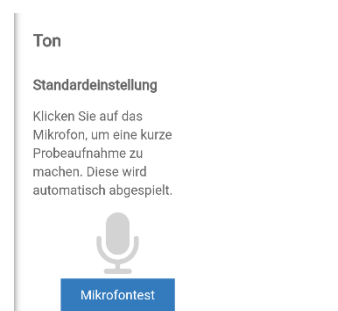 Ton
Standardeinstellung
Klicken Sie auf das
Mikrofon, um eine kurze
Probeaufnahme zu
machen. Diese wird
automatisch abgespielt.
Mikrofontest